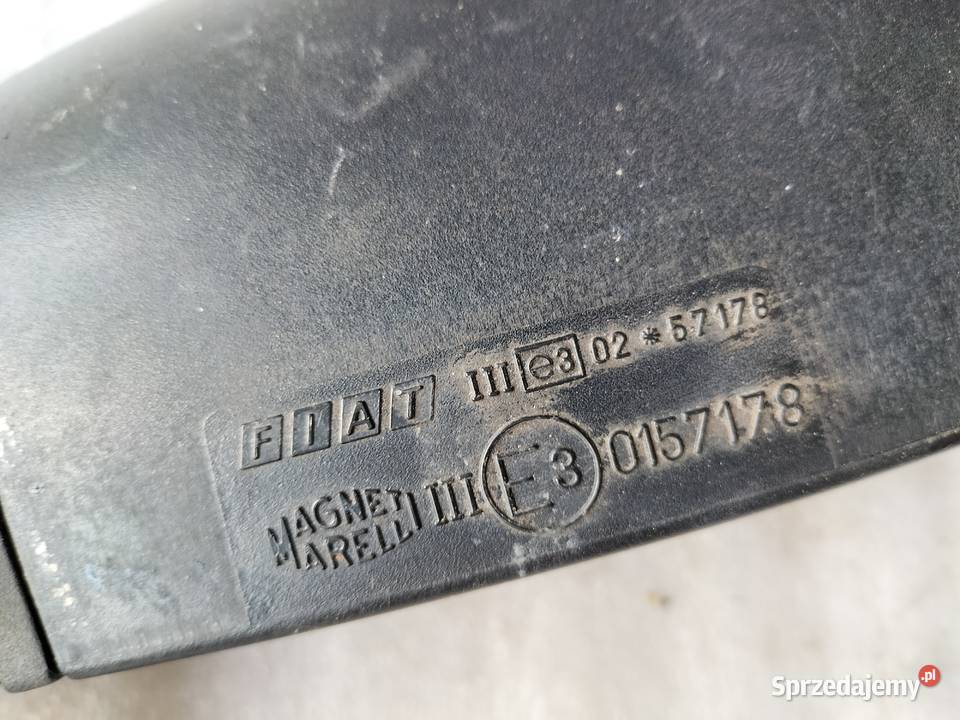 FIAT III e3 02 * 57178
MAGNETI MARELLI III E3 0157178
Sprzedajemy.pl